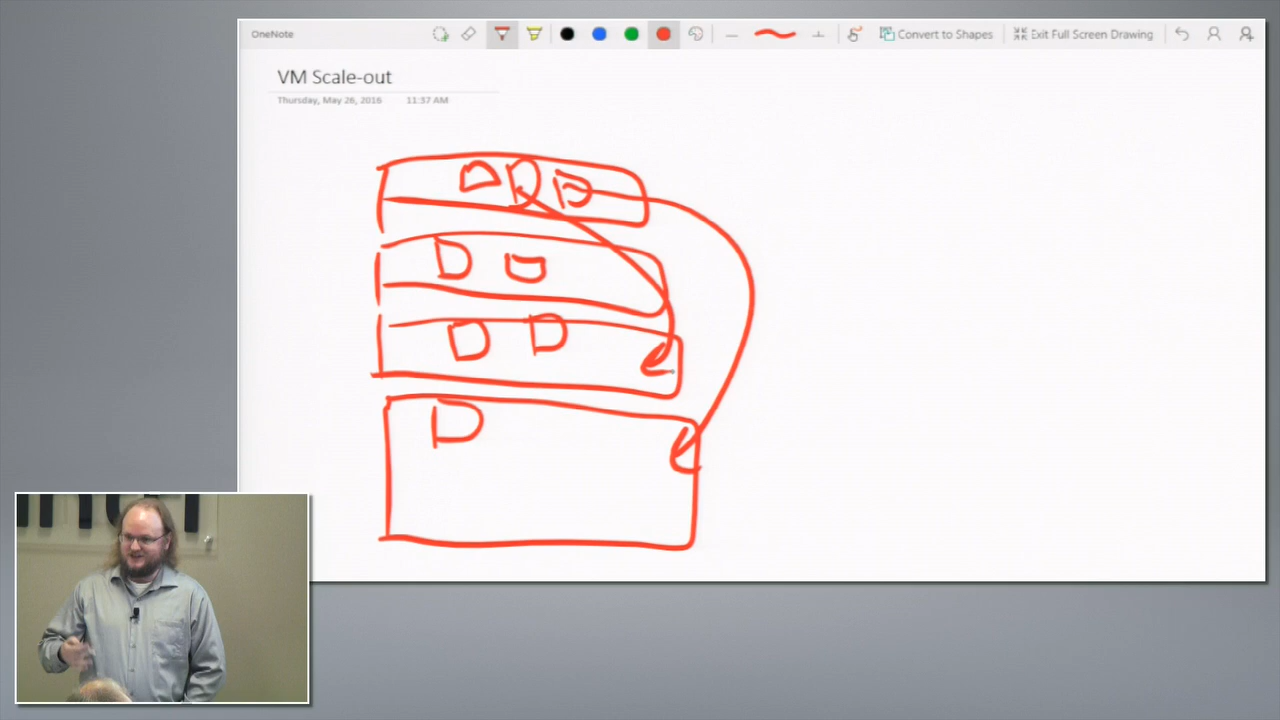 OneNote
Convert to Shapes
Exit Full Screen Drawing
VM Scale-out
Thursday, May 26, 2016 11:37 AM